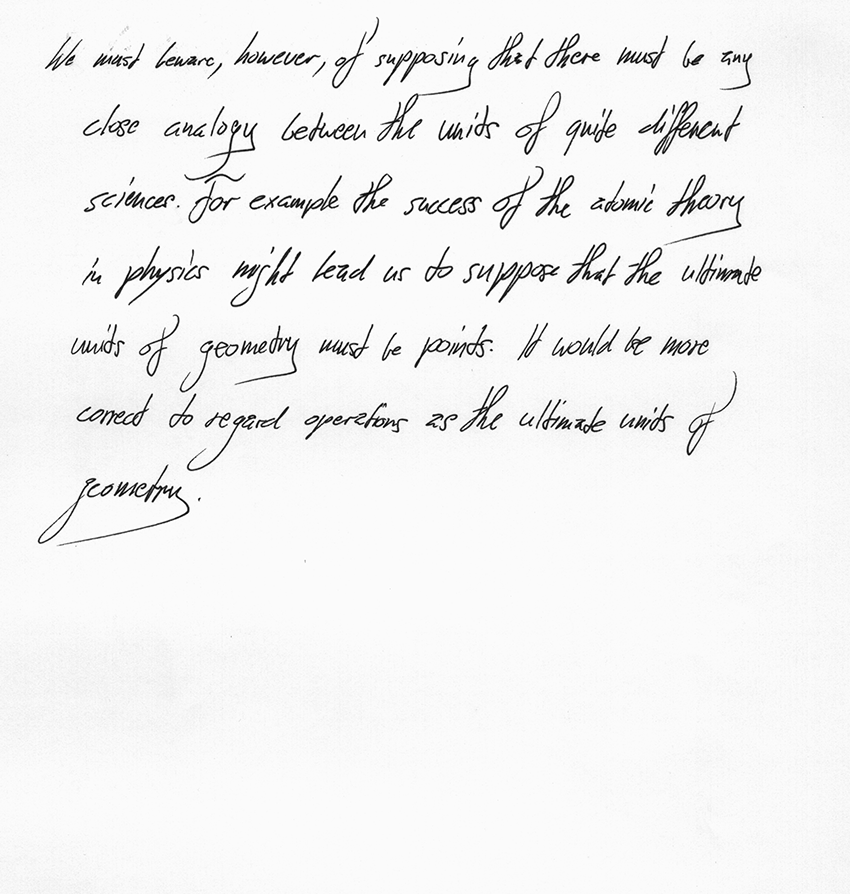 We must beware, however, of supposing that there must be any
close analogy between the units of quite different
sciences. For example the success of the atomic theory
in physics might lead us to suppose that the ultimate
units of geometry must be points. It would be more
correct to regard operations as the ultimate units of
geometry.